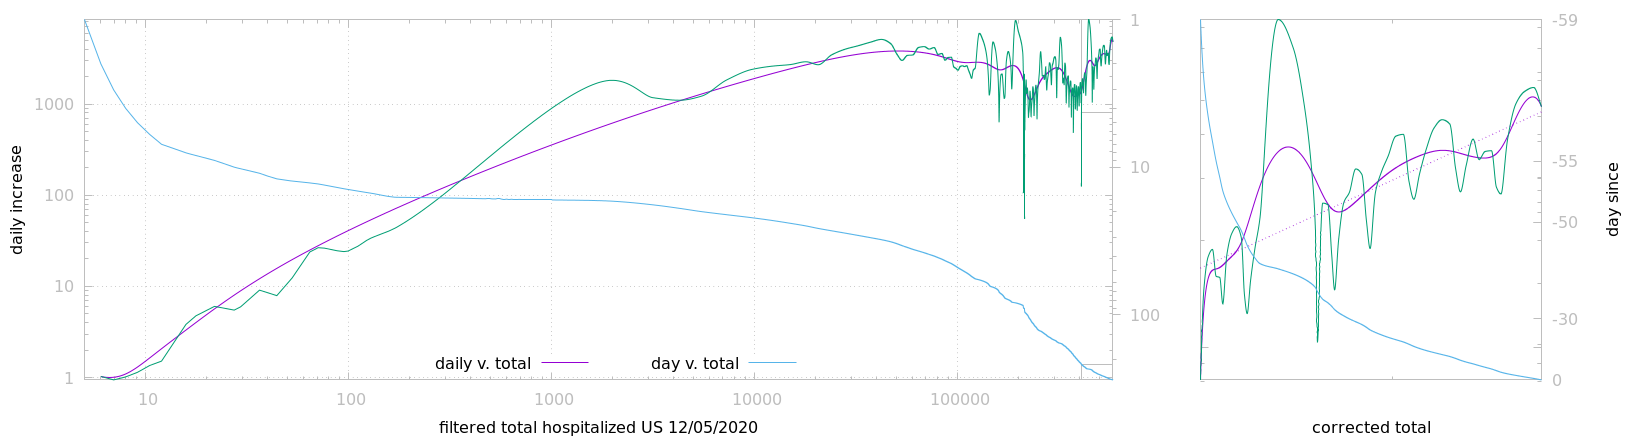 1
-59
1000
10
-55
daily increase
day since
100
-50
10
100
-30
daily v. total
day v. total
1
0
10
100
1000
10000
100000
filtered total hospitalized US 12/05/2020
corrected total